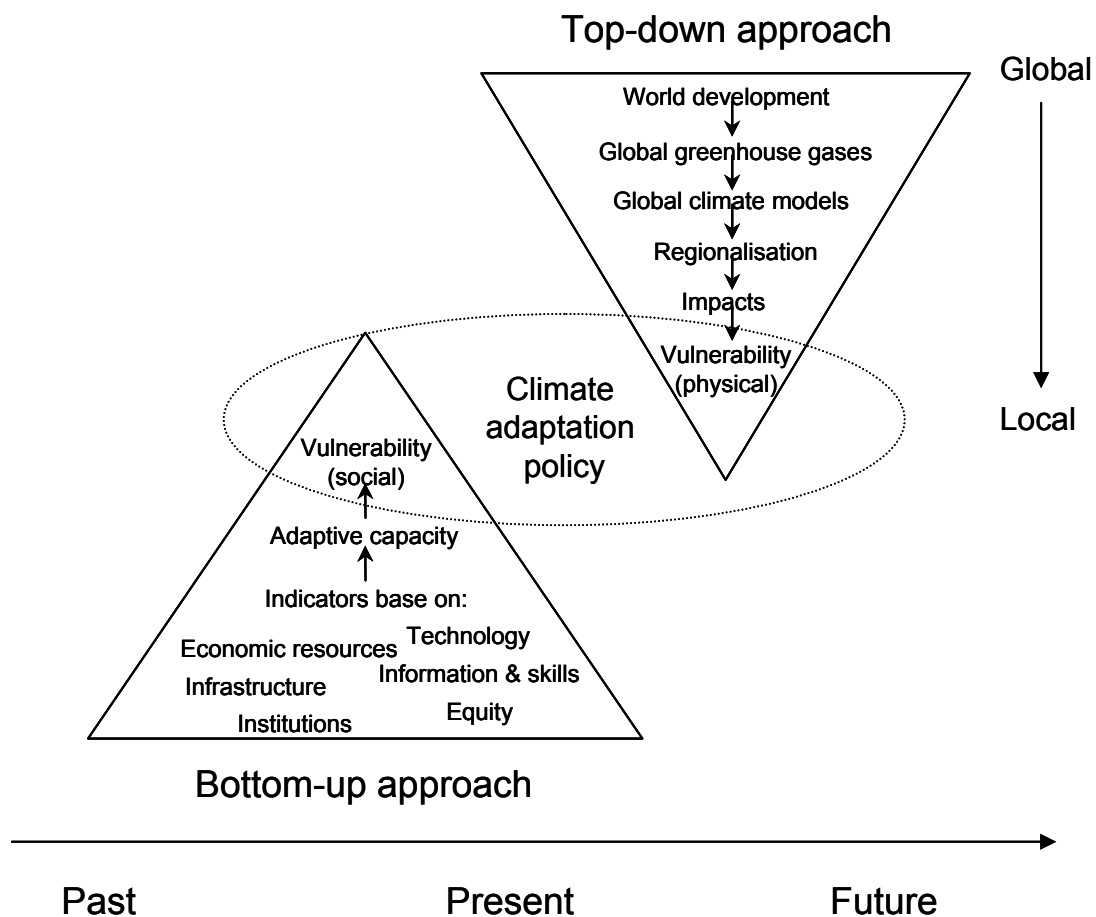 Top-down approach
Global
World development
Global greenhouse gases
Global climate models
Regionalisation
Impacts
Vulnerability
(physical)
Local
Climate
adaptation
policy
Vulnerability
(social)
Adaptive capacity
Indicators base on:
Economic resources
Technology
Infrastructure
Information & skills
Institutions
Equity
Bottom-up approach
Past
Present
Future